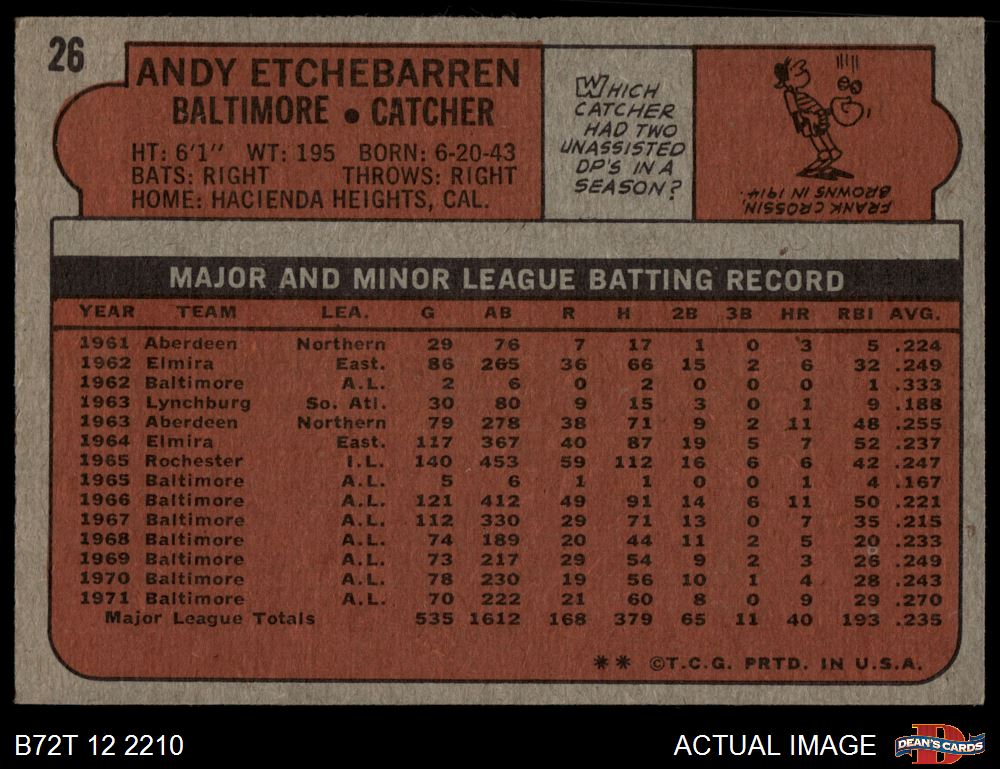 26
ANDY ETCHEBARREN
BALTIMORE • CATCHER
HT: 6'1" WT: 195 BORN: 6-20-43
BATS: RIGHT THROWS: RIGHT
HOME: HACIENDA HEIGHTS, CAL.
WHICH
CATCHER
HAD TWO
UNASSISTED
DP'S IN A
SEASON?
FRANK CROSSIN,
BROWNS IN 1914.
MAJOR AND MINOR LEAGUE BATTING RECORD
YEAR TEAM LEA. G AB R H 2B 3B HR RBI AVG.
1961 Aberdeen Northern 29 76 7 17 1 0 3 5 .224
1962 Elmira East. 86 265 36 66 15 2 6 32 .249
1962 Baltimore A.L. 2 6 0 2 0 0 0 1 .333
1963 Lynchburg So. Atl. 30 80 9 15 3 0 1 9 .188
1963 Aberdeen Northern 79 278 38 71 9 2 11 48 .255
1964 Elmira East. 117 367 40 87 19 5 7 52 .237
1965 Rochester I.L. 140 453 59 112 16 6 6 42 .247
1965 Baltimore A.L. 5 6 1 1 0 0 1 4 .167
1966 Baltimore A.L. 121 412 49 91 14 6 11 50 .221
1967 Baltimore A.L. 112 330 29 71 13 0 7 35 .215
1968 Baltimore A.L. 74 189 20 44 11 2 5 20 .233
1969 Baltimore A.L. 73 217 29 54 9 2 3 26 .249
1970 Baltimore A.L. 78 230 19 56 10 1 4 28 .243
1971 Baltimore A.L. 70 222 21 60 8 0 9 29 .270
Major League Totals 535 1612 168 379 65 11 40 193 .235
** ©T.C.G. PRTD. IN U.S.A.
B72T 12 2210
ACTUAL IMAGE
D
DEAN'S CARDS